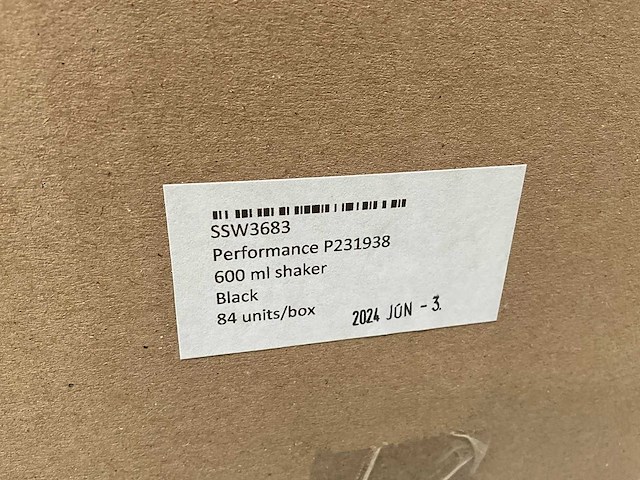 SSW3683
Performance P231938
600 ml shaker
Black
84 units/box
2024 JÚN - 3.